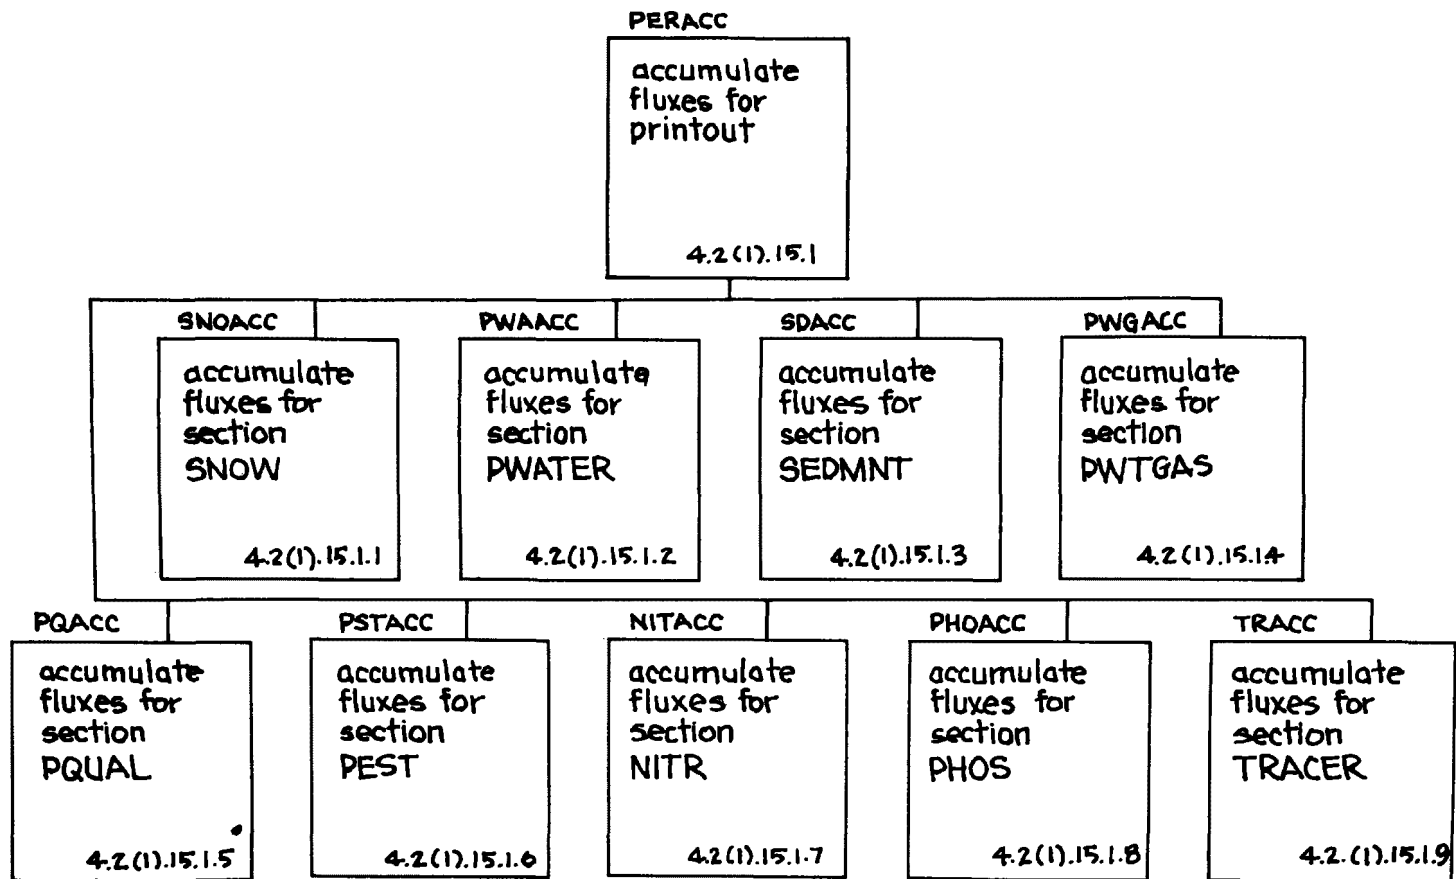 PERACC
accumulate
fluxes for
printout
4.2(1).15.1
SNOACC
accumulate
fluxes for
section
SNOW
4.2(1).15.1.1
PWAACC
accumulate
fluxes for
section
PWATER
4.2(1).15.1.2
SDACC
accumulate
fluxes for
section
SEDMNT
4.2(1).15.1.3
PWGACC
accumulate
fluxes for
section
PWTGAS
4.2(1).15.1.4
PQACC
accumulate
fluxes for
section
PQUAL
4.2(1).15.1.5
PSTACC
accumulate
fluxes for
section
PEST
4.2(1).15.1.6
NITACC
accumulate
fluxes for
section
NITR
4.2(1).15.1.7
PHOACC
accumulate
fluxes for
section
PHOS
4.2(1).15.1.8
TRACC
accumulate
fluxes for
section
TRACER
4.2.(1).15.1.9